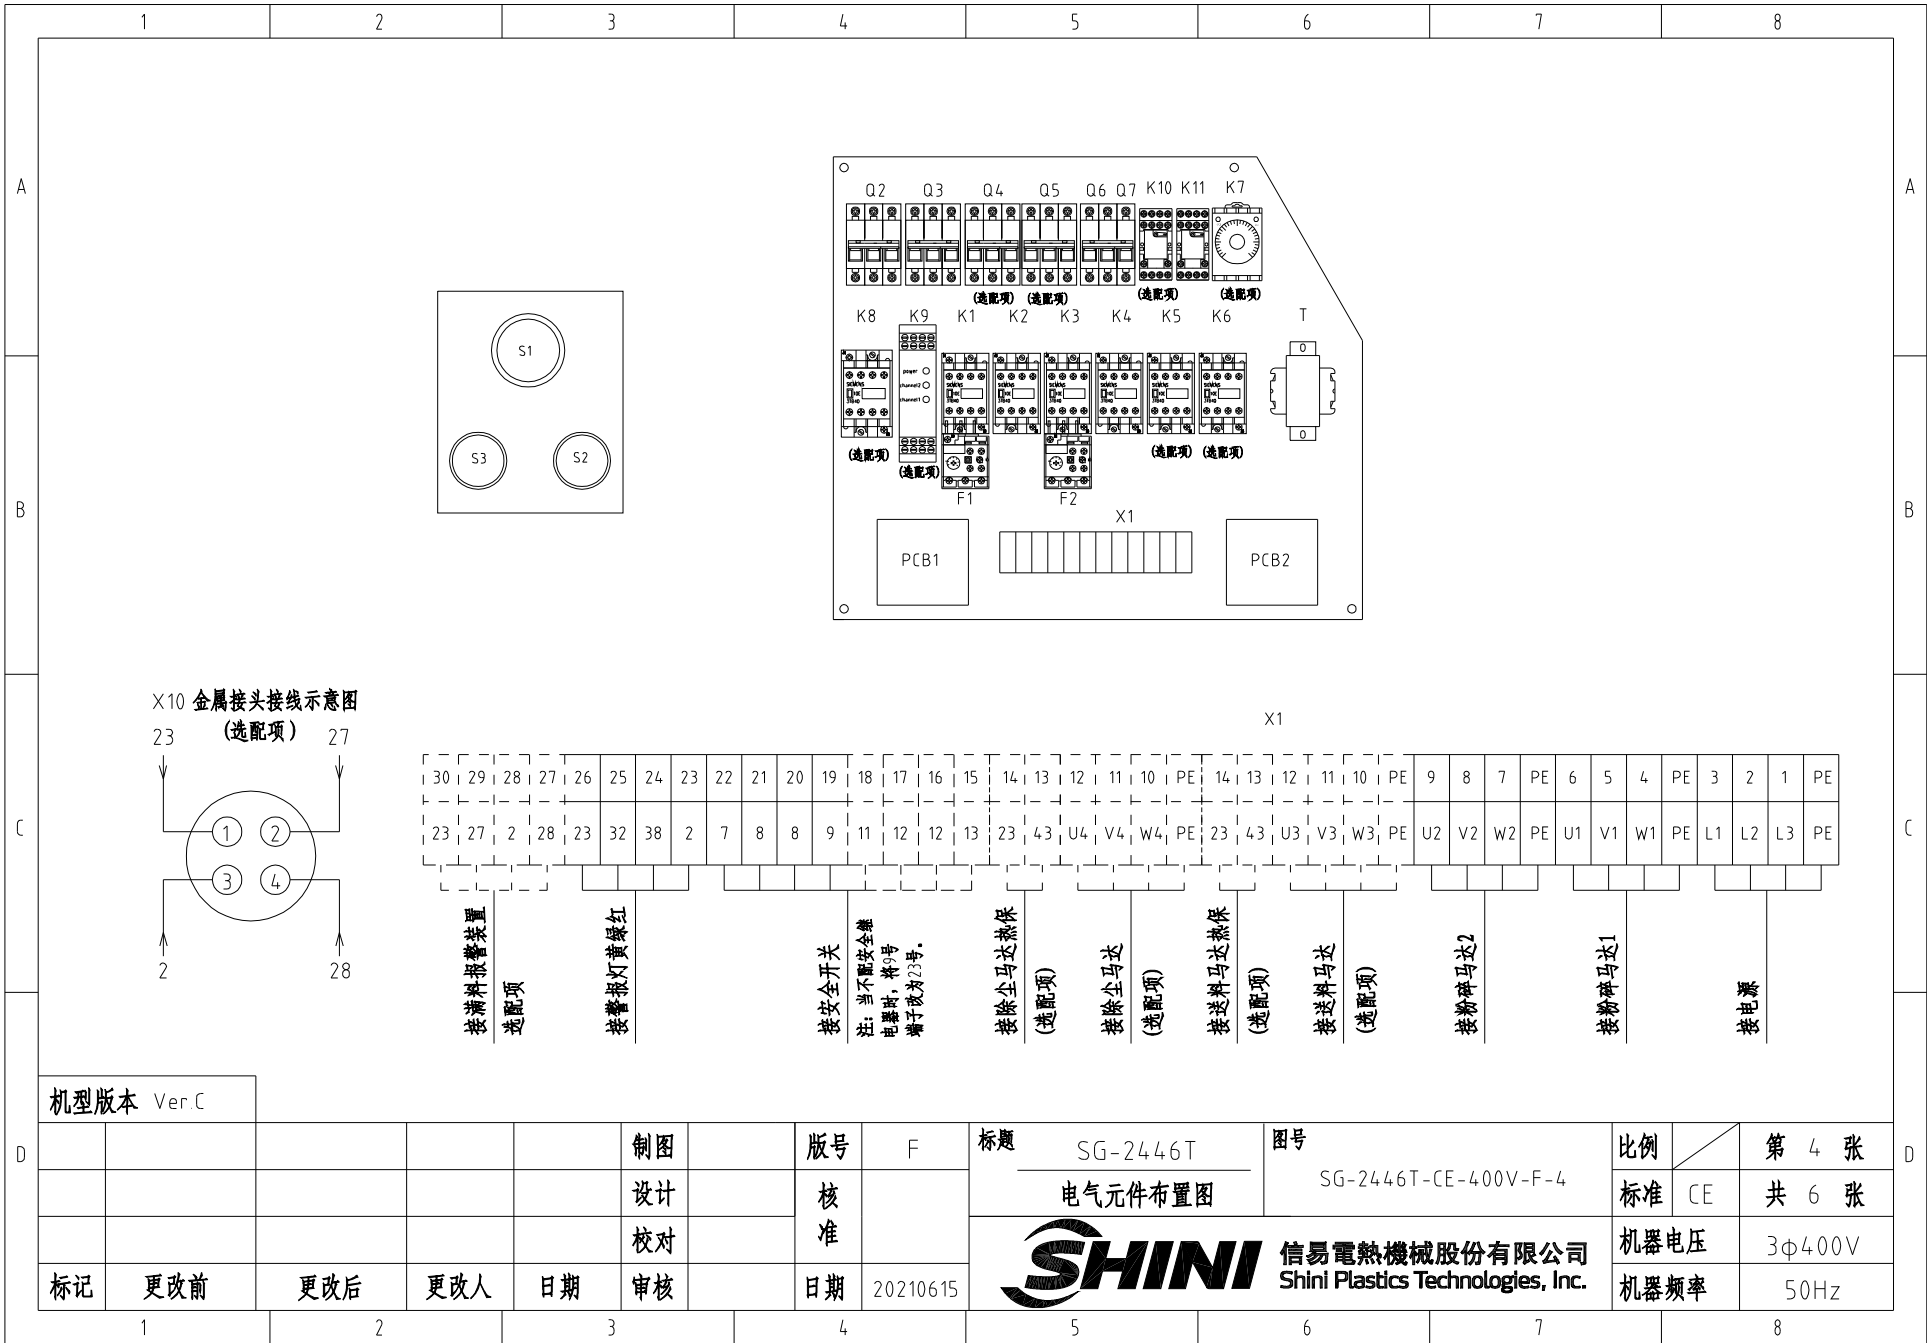 1 2 3 4 5 6 7 8
A A
Q2 Q3 Q4 Q5 Q6 Q7 K10 K11 K7
(选配项) (选配项) (选配项) (选配项)
K8 K9 K1 K2 K3 K4 K5 K6 T
S1
power
channel2
channel1
(选配项) (选配项) (选配项) (选配项)
S3 S2
F1 F2
B B
X1
PCB1 PCB2
X10 金属接头接线示意图
(选配项)
23 27
1 2
3 4
2 28
X1
30 29 28 27 26 25 24 23 22 21 20 19 18 17 16 15 14 13 12 11 10 PE 14 13 12 11 10 PE 9 8 7 PE 6 5 4 PE 3 2 1 PE
C C
23 27 2 28 23 32 38 2 7 8 8 9 11 12 12 13 23 43 U4 V4 W4 PE 23 43 U3 V3 W3 PE U2 V2 W2 PE U1 V1 W1 PE L1 L2 L3 PE
接满料报警装置
选配项
接警报灯黄绿红
接安全开关
注：当不配安全继
电器时，将9号
端子改为23号。
接除尘马达热保
(选配项)
接除尘马达
(选配项)
接送料马达热保
(选配项)
接送料马达
(选配项)
接粉碎马达2
接粉碎马达1
接电源
机型版本 Ver.C
D D
制图 版号 F
设计 核准
校对
标记 更改前 更改后 更改人 日期 审核 日期 20210615
标题 SG-2446T
电气元件布置图
图号
SG-2446T-CE-400V-F-4
比例 第 4 张
标准 CE 共 6 张
SHINI
信易電熱機械股份有限公司
Shini Plastics Technologies, Inc.
机器电压 3φ400V
机器频率 50Hz
1 2 3 4 5 6 7 8